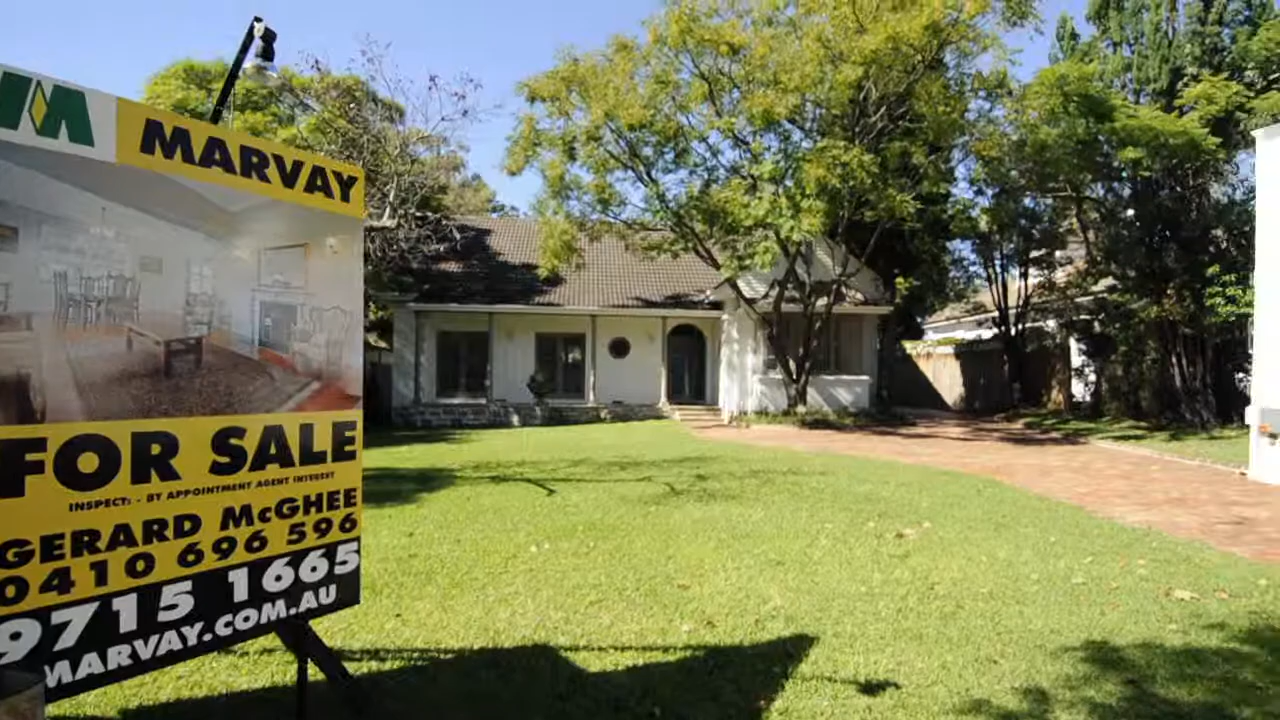 MARVAY
FOR SALE
INSPECT: - BY APPOINTMENT AGENT INTEREST
GERARD McGHEE
0410 696 596
9715 1665
MARVAY.COM.AU